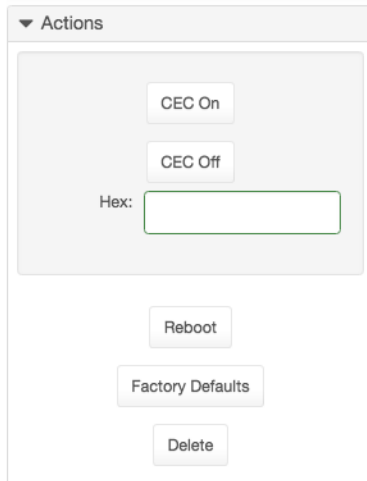 Actions
CEC On
CEC Off
Hex:
Reboot
Factory Defaults
Delete